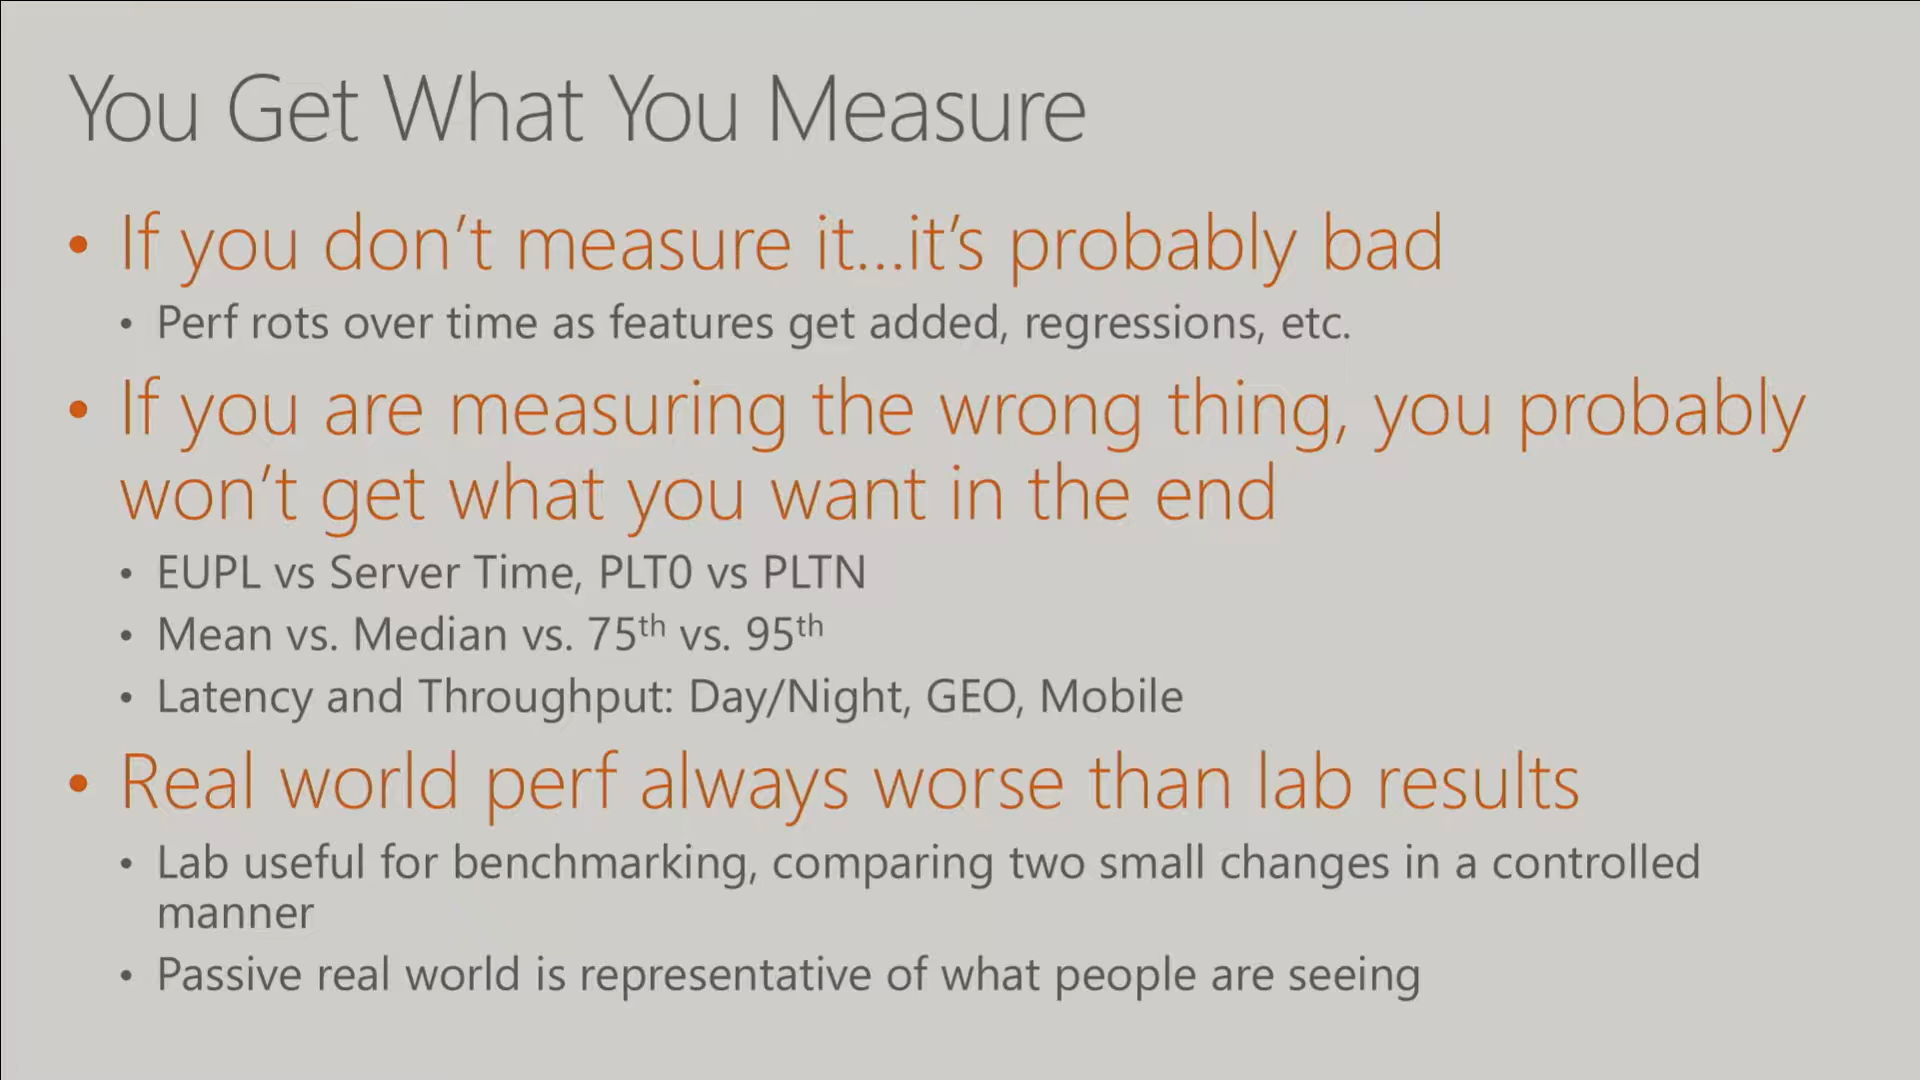 You Get What You Measure
• If you don’t measure it...it’s probably bad
• Perf rots over time as features get added, regressions, etc.
• If you are measuring the wrong thing, you probably
won’t get what you want in the end
• EUPL vs Server Time, PLT0 vs PLTN
• Mean vs. Median vs. 75th vs. 95th
• Latency and Throughput: Day/Night, GEO, Mobile
• Real world perf always worse than lab results
• Lab useful for benchmarking, comparing two small changes in a controlled
manner
• Passive real world is representative of what people are seeing